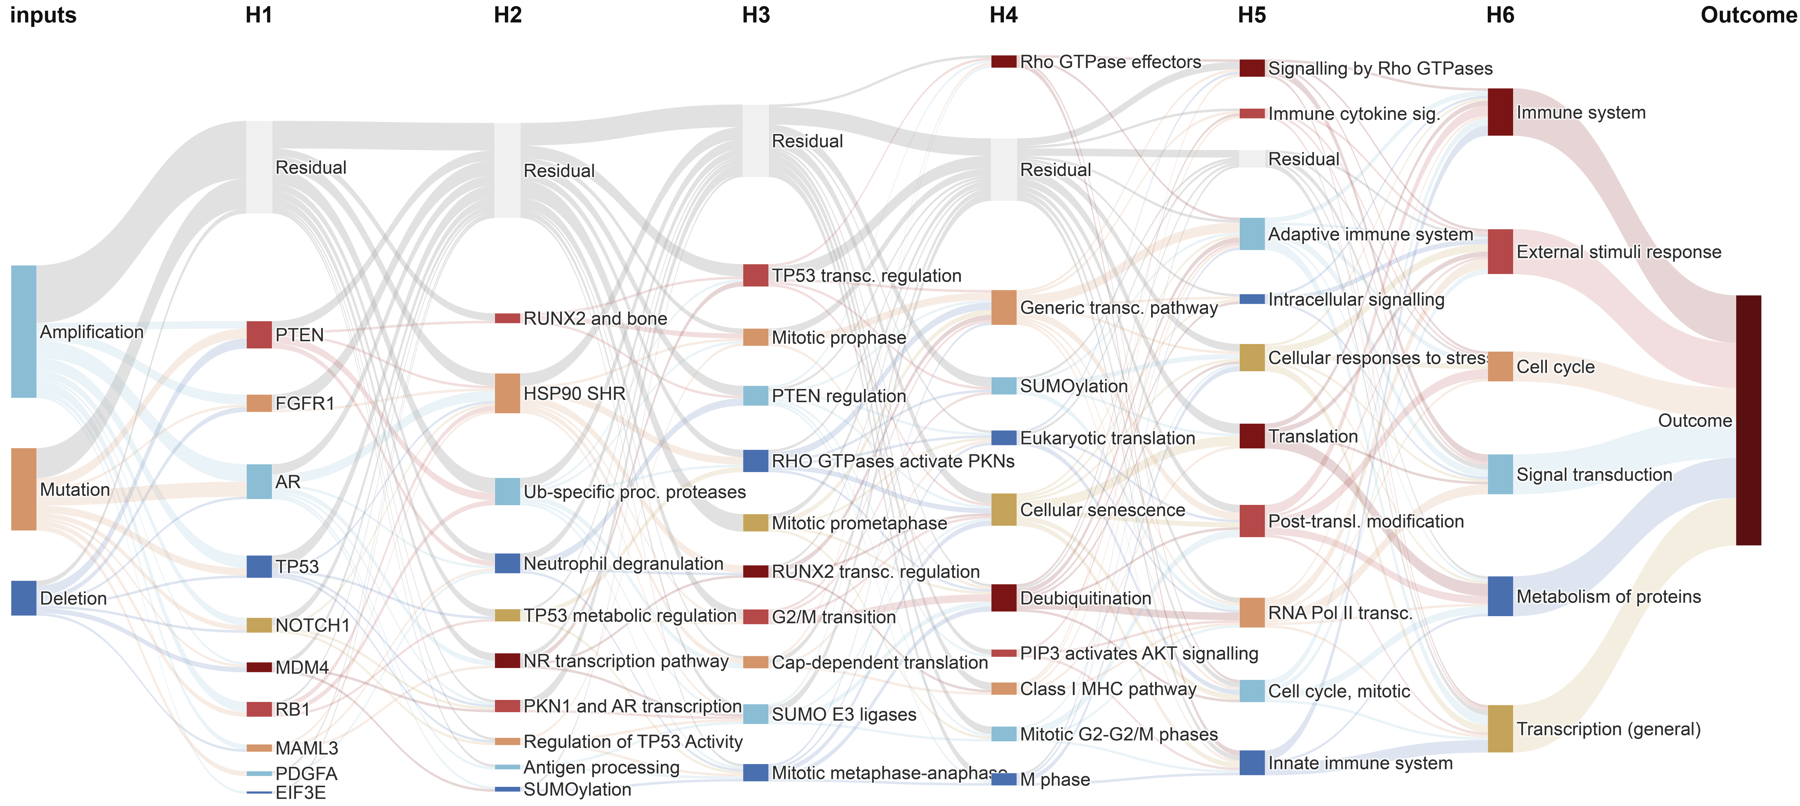 inputs
H1
H2
H3
H4
H5
H6
Outcome
Amplification
Mutation
Deletion
Residual
PTEN
FGFR1
AR
TP53
NOTCH1
MDM4
RB1
MAML3
PDGFA
EIF3E
Residual
RUNX2 and bone
HSP90 SHR
Ub-specific proc. proteases
Neutrophil degranulation
TP53 metabolic regulation
NR transcription pathway
PKN1 and AR transcription
Regulation of TP53 Activity
Antigen processing
SUMOylation
Residual
TP53 transc. regulation
Mitotic prophase
PTEN regulation
RHO GTPases activate PKNs
Mitotic prometaphase
RUNX2 transc. regulation
G2/M transition
Cap-dependent translation
SUMO E3 ligases
Mitotic metaphase-anaphase
Rho GTPase effectors
Residual
Generic transc. pathway
SUMOylation
Eukaryotic translation
Cellular senescence
Deubiquitination
PIP3 activates AKT signalling
Class I MHC pathway
Mitotic G2-G2/M phases
M phase
Signalling by Rho GTPases
Immune cytokine sig.
Residual
Adaptive immune system
Intracellular signalling
Cellular responses to stress
Translation
Post-transl. modification
RNA Pol II transc.
Cell cycle, mitotic
Innate immune system
Immune system
External stimuli response
Cell cycle
Signal transduction
Metabolism of proteins
Transcription (general)
Outcome